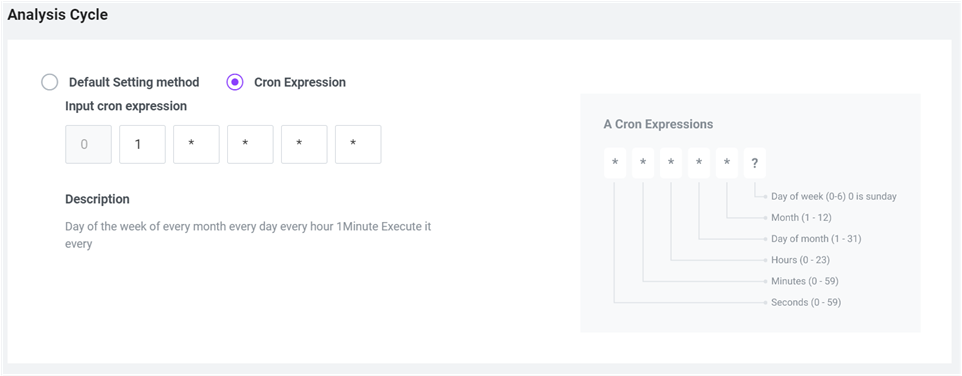 Analysis Cycle
Default Setting method Cron Expression
Input cron expression
0 1 * * * *
Description
Day of the week of every month every day every hour 1Minute Execute it
every
A Cron Expressions
* * * * * ?
Day of week (0-6) 0 is sunday
Month (1 - 12)
Day of month (1 - 31)
Hours (0 - 23)
Minutes (0 - 59)
Seconds (0 - 59)